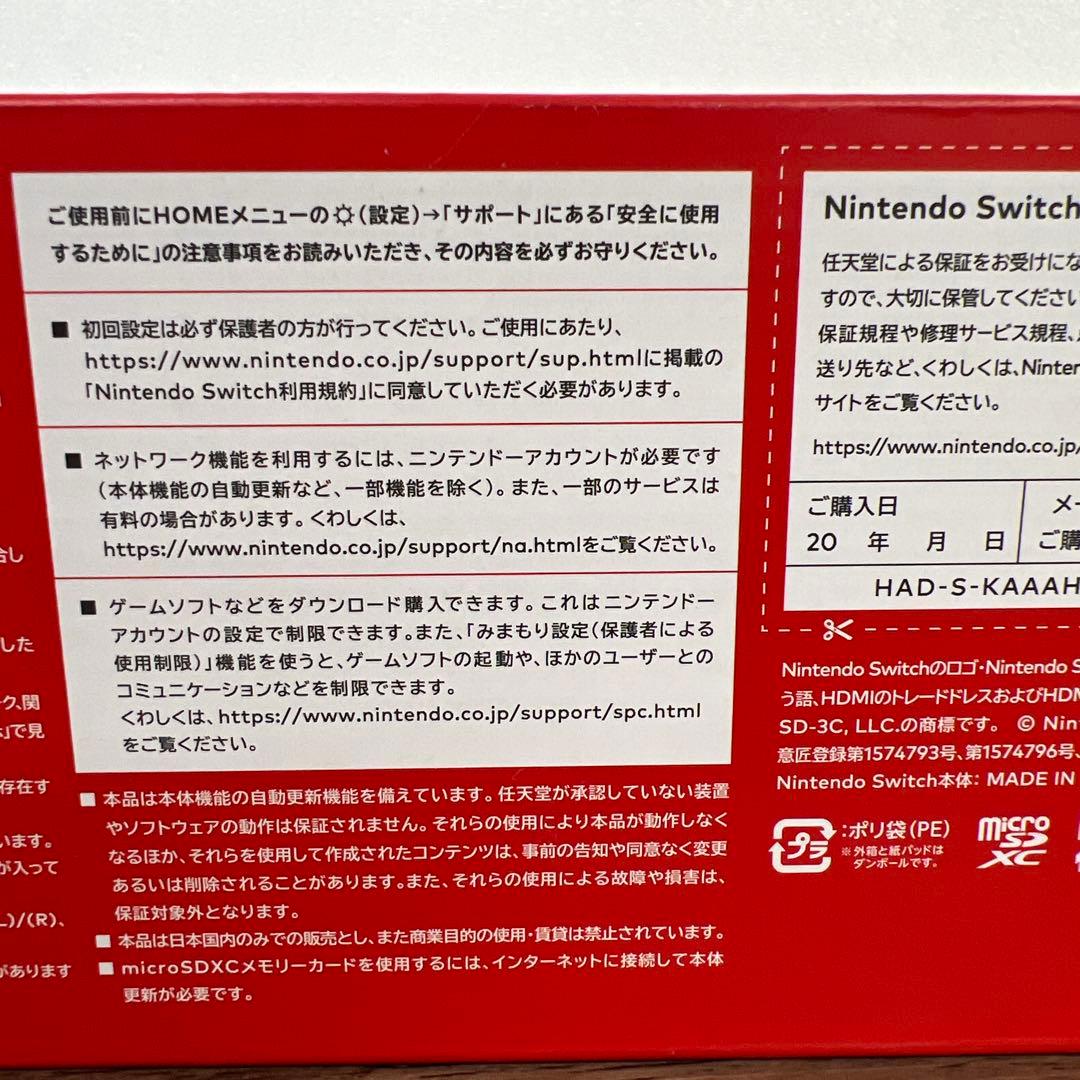 ご使用前にHOMEメニューの☼(設定)→「サポート」にある「安全に使用
するために」の注意事項をお読みいただき、その内容を必ずお守りください。
■ 初回設定は必ず保護者の方が行ってください。ご使用にあたり、
https://www.nintendo.co.jp/support/sup.htmlに掲載の
「Nintendo Switch利用規約」に同意していただく必要があります。
■ ネットワーク機能を利用するには、ニンテンドーアカウントが必要です
(本体機能の自動更新など、一部機能を除く)。また、一部のサービスは
有料の場合があります。くわしくは、
https://www.nintendo.co.jp/support/na.htmlをご覧ください。
■ ゲームソフトなどをダウンロード購入できます。これはニンテンドー
アカウントの設定で制限できます。また、「みまもり設定(保護者による
使用制限)」機能を使うと、ゲームソフトの起動や、ほかのユーザーとの
コミュニケーションなどを制限できます。
くわしくは、https://www.nintendo.co.jp/support/spc.html
をご覧ください。
■ 本品は本体機能の自動更新機能を備えています。任天堂が承認していない装置
やソフトウェアの動作は保証されません。それらの使用により本品が動作しなく
なるほか、それらを使用して作成されたコンテンツは、事前の告知や同意なく変更
あるいは削除されることがあります。また、それらの使用による故障や損害は、
保証対象外となります。
■ 本品は日本国内のみでの販売とし、また商業目的の使用・賃貸は禁止されています。
■ microSDXCメモリーカードを使用するには、インターネットに接続して本体
更新が必要です。
した
ク、関
で見
存在す
います。
が入って
L)/(R)、
があります
Nintendo Switch
任天堂による保証をお受けにな
すので、大切に保管してください
保証規程や修理サービス規程、
送り先など、くわしくは、Ninten
サイトをご覧ください。
https://www.nintendo.co.jp/
ご購入日
20 年 月 日
メー
ご購
HAD-S-KAAAH
Nintendo Switchのロゴ・Nintendo S
う語、HDMIのトレードドレスおよびHDM
SD-3C, LLC.の商標です。 © Nin
意匠登録第1574793号、第1574796号、
Nintendo Switch本体: MADE IN
プラ
:ポリ袋(PE)
※外箱と紙パッドは
ダンボールです。
micro
SD
XC